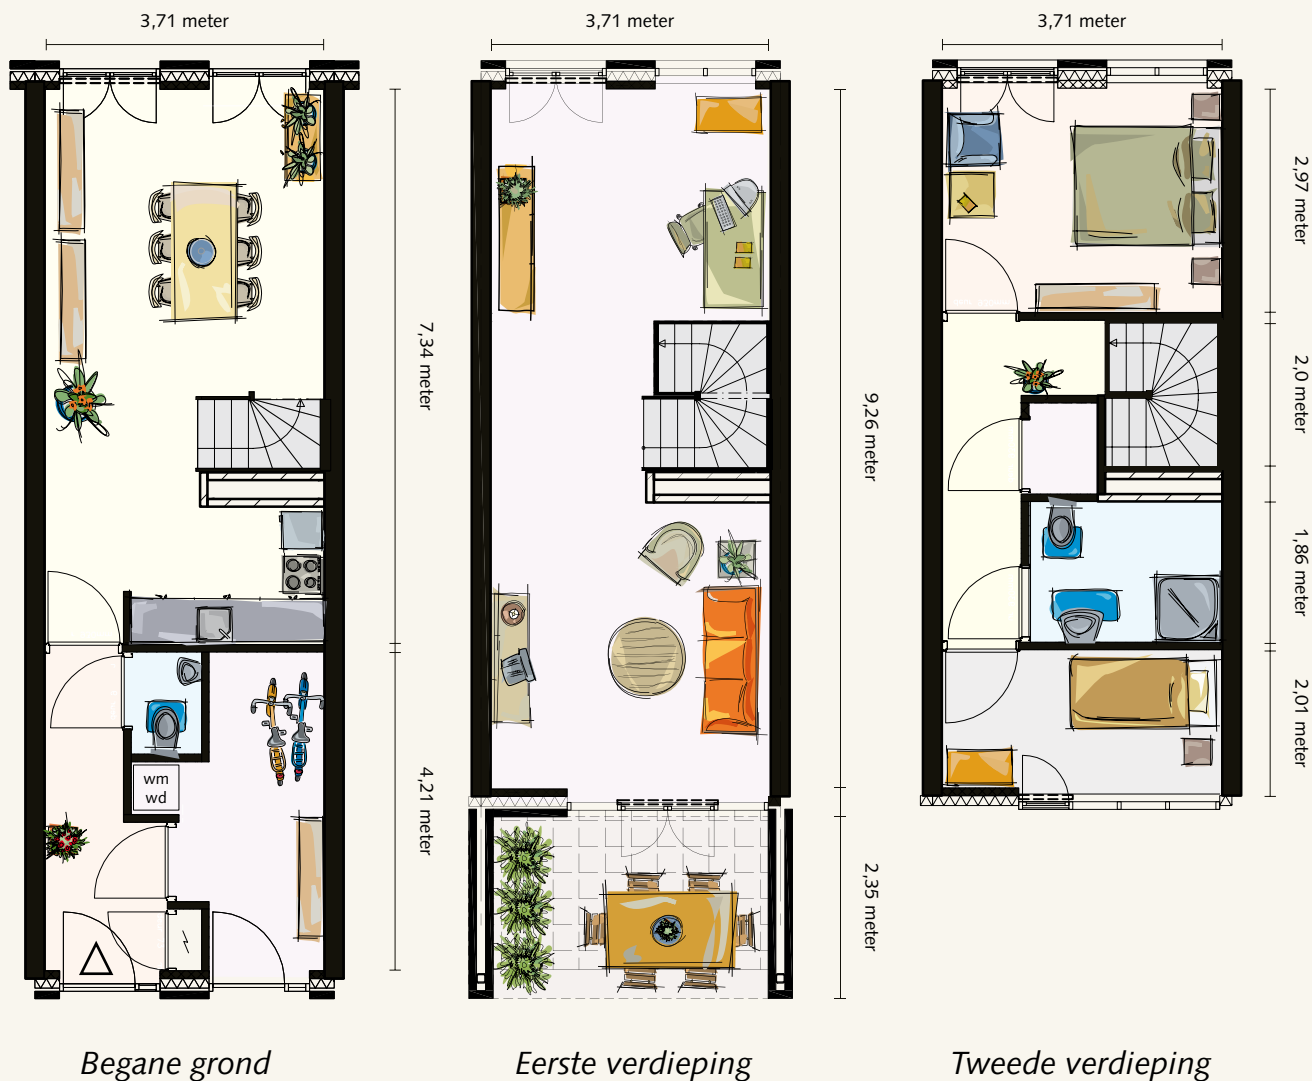 3,71 meter
3,71 meter
3,71 meter
7,34 meter
4,21 meter
9,26 meter
2,35 meter
2,97 meter
2,0 meter
1,86 meter
2,01 meter
wm
wd
Begane grond
Eerste verdieping
Tweede verdieping